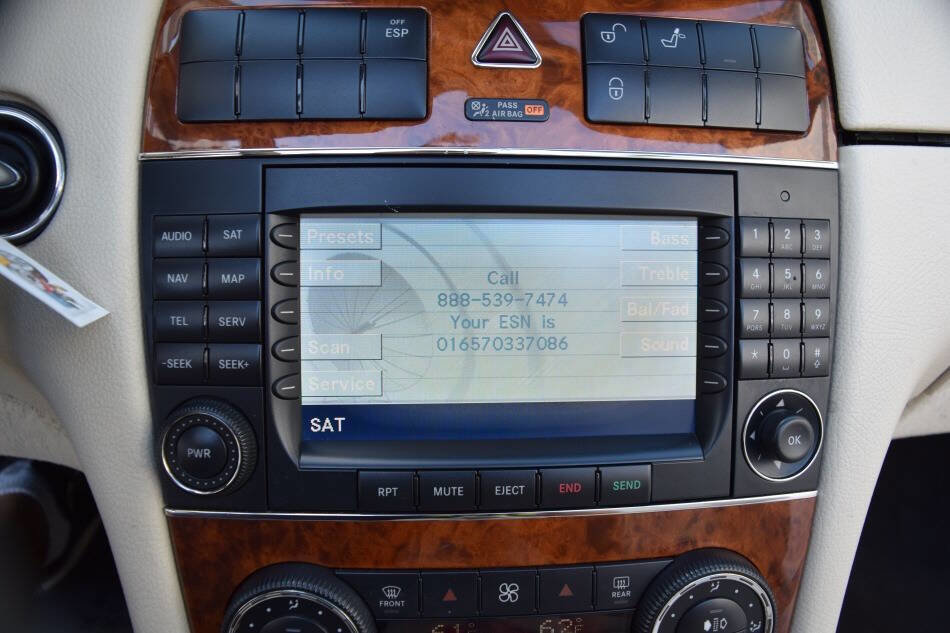 OFF
ESP
PASS
AIR BAG OFF
AUDIO SAT
NAV MAP
TEL SERV
-SEEK SEEK+
PWR
Presets
Info
Scan
Service
Call
888-539-7474
Your ESN is
016570337086
Bass
Treble
Bal/Fad
Sound
SAT
1 2 ABC 3 DEF
4 GHI 5 JKL 6 MNO
7 PQRS 8 TUV 9 WXYZ
* 0 #
OK
RPT MUTE EJECT END SEND
FRONT
REAR
61
62°F